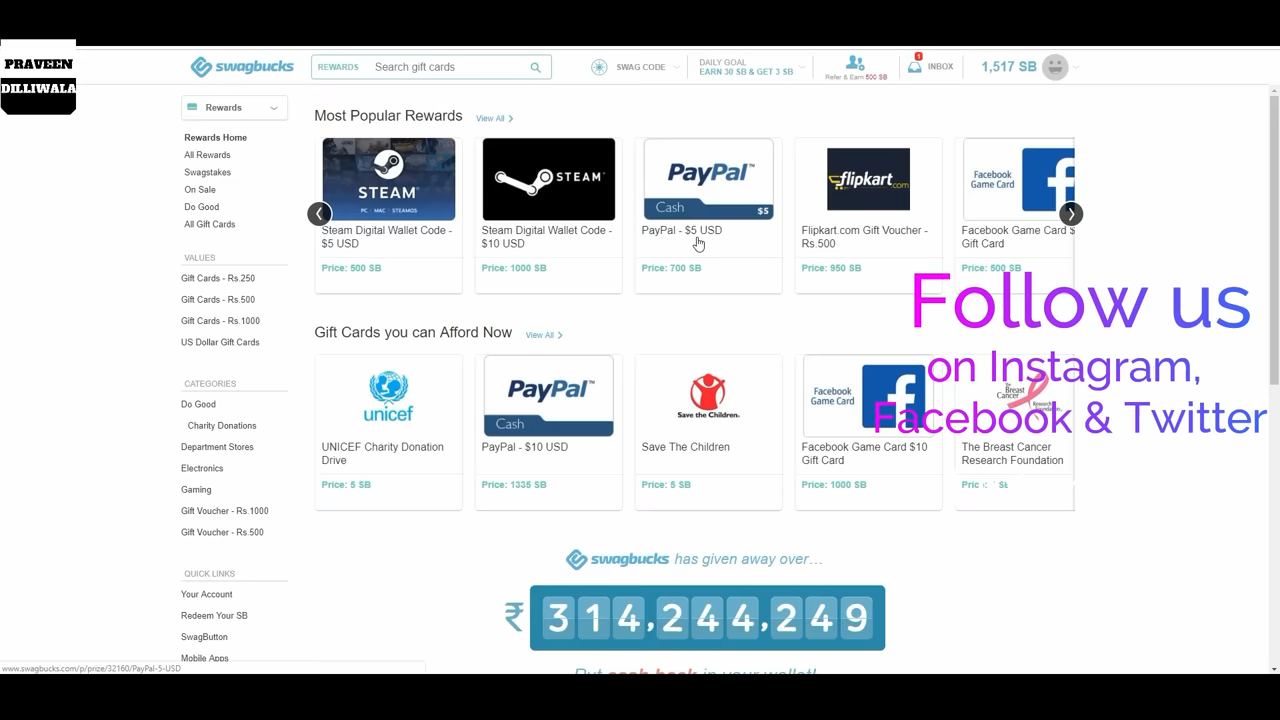 PRAVEEN
DILLIWALA
swagbucks
REWARDS
Search gift cards
SWAG CODE
DAILY GOAL
EARN 30 SB & GET 3 SB
Refer & Earn 500 SB
1
INBOX
1,517 SB
Rewards
Rewards Home
All Rewards
Swagstakes
On Sale
Do Good
All Gift Cards
VALUES
Gift Cards - Rs.250
Gift Cards - Rs.500
Gift Cards - Rs.1000
US Dollar Gift Cards
CATEGORIES
Do Good
Charity Donations
Department Stores
Electronics
Gaming
Gift Voucher - Rs.1000
Gift Voucher - Rs.500
QUICK LINKS
Your Account
Redeem Your SB
SwagButton
Mobile Apps
Most Popular Rewards
View All
STEAM
PC MAC STEAMOS
Steam Digital Wallet Code -
$5 USD
Price: 500 SB
STEAM
Steam Digital Wallet Code -
$10 USD
Price: 1000 SB
PayPal™
Cash
$5
PayPal - $5 USD
Price: 700 SB
flipkart.com
Flipkart.com Gift Voucher -
Rs.500
Price: 950 SB
Facebook
Game Card
Facebook Game Card $
Gift Card
Price: 500 SB
Follow us
on Instagram,
Facebook & Twitter
Gift Cards you can Afford Now
View All
unicef
UNICEF Charity Donation
Drive
Price: 5 SB
PayPal™
Cash
PayPal - $10 USD
Price: 1335 SB
Save the Children.
Save The Children
Price: 5 SB
Facebook
Game Card
Facebook Game Card $10
Gift Card
Price: 1000 SB
The Breast Cancer
Research Foundation
swagbucks has given away over…
₹ 314,244,249
www.swagbucks.com/p/prize/32160/PayPal-5-USD